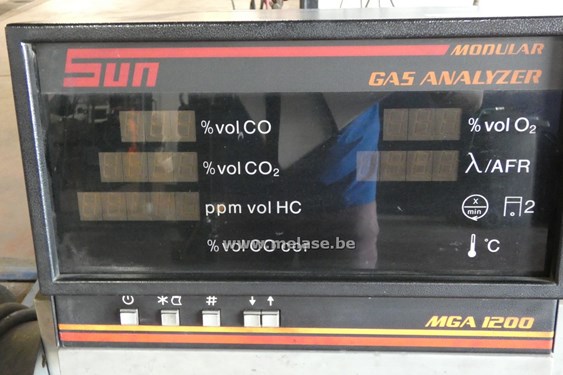 Sun
MODULAR
GAS ANALYZER
%vol CO
%vol O₂
%vol CO₂
λ/AFR
ppm vol HC
x/min
2
%vol CO cor
°C
www.melase.be
#
MGA 1200